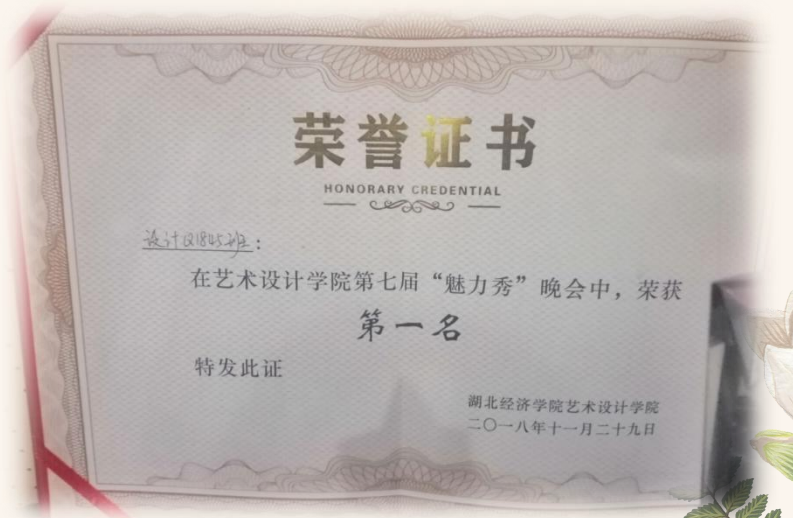 荣誉证书
HONORARY CREDENTIAL
设计Q1845班：
在艺术设计学院第七届“魅力秀”晚会中，荣获
第一名
特发此证
湖北经济学院艺术设计学院
二〇一八年十一月二十九日